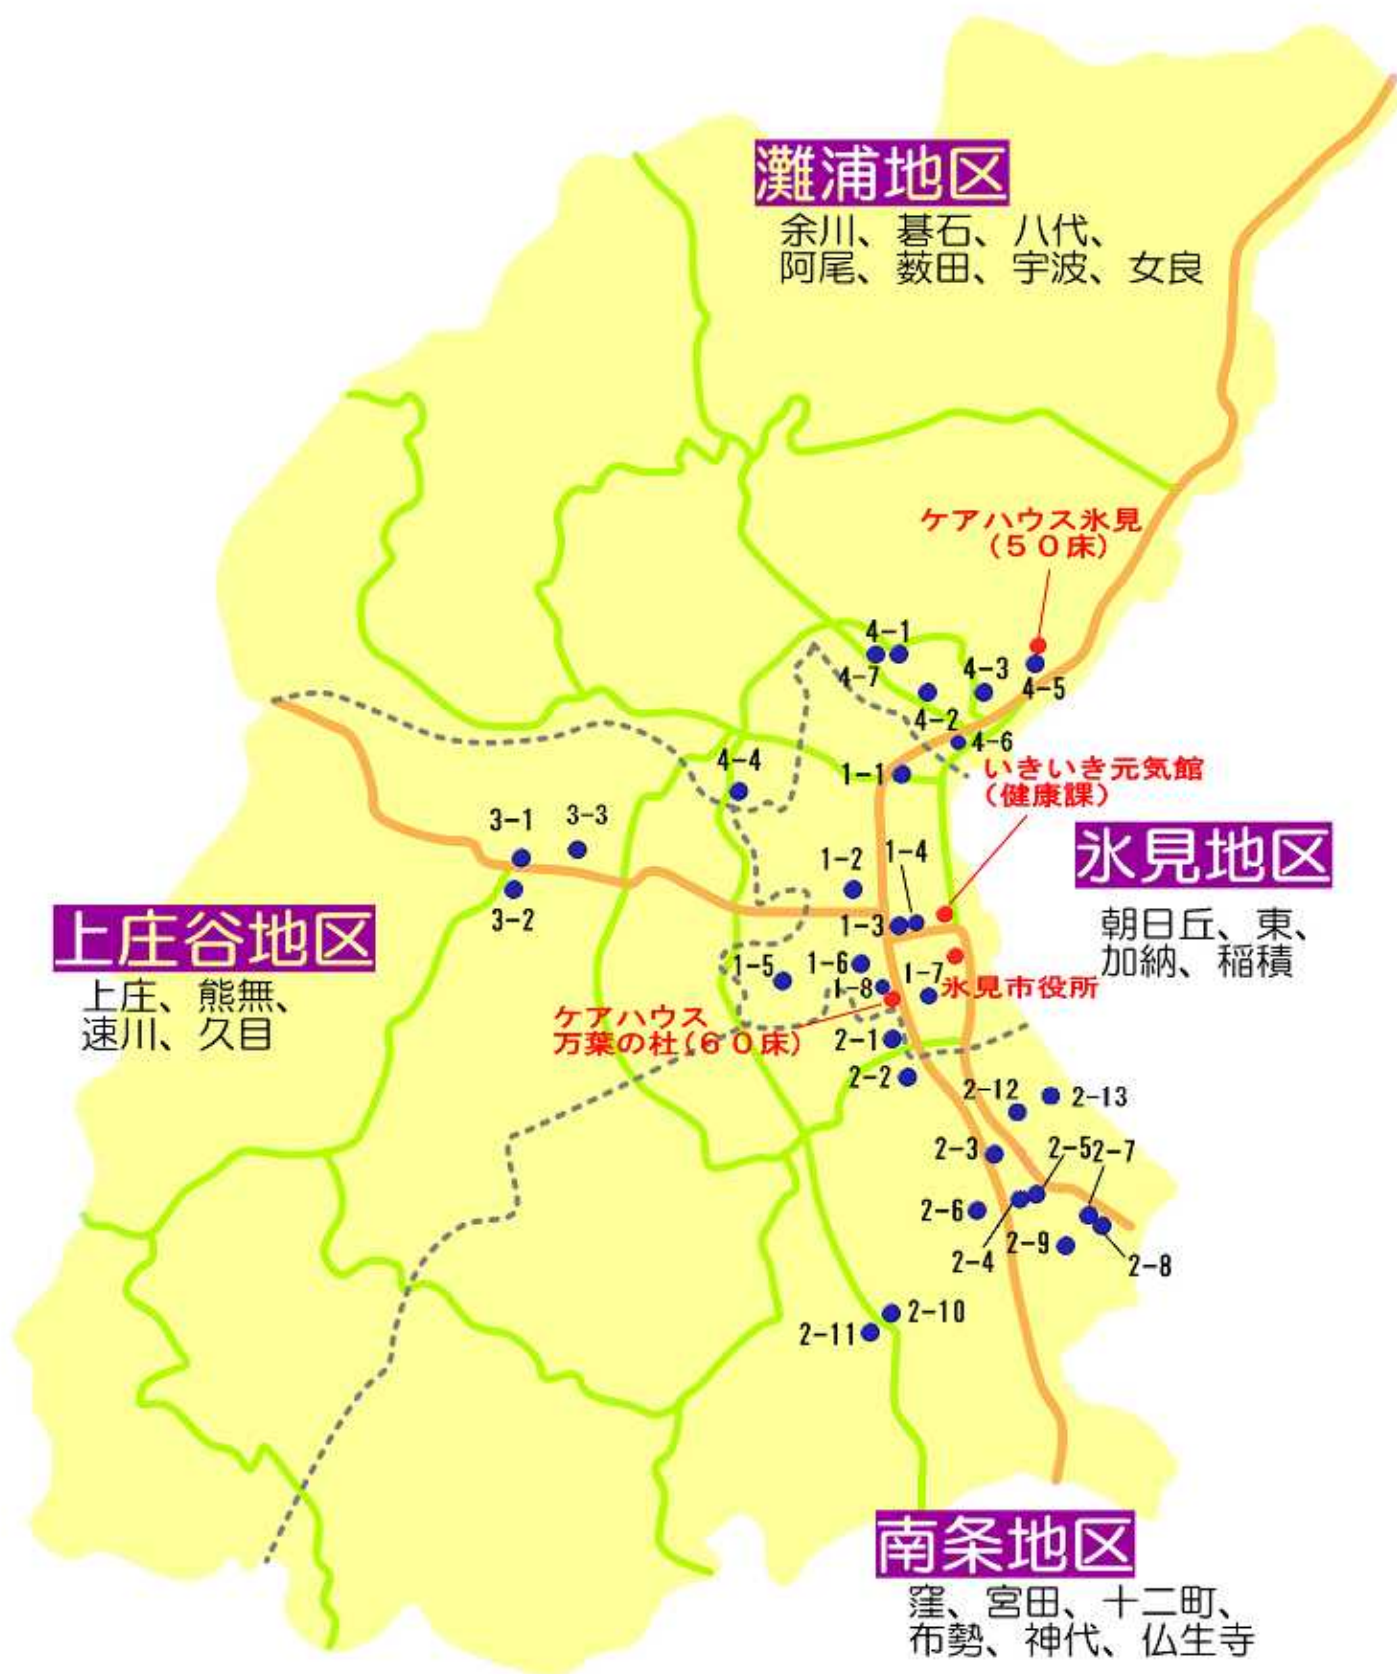 灘浦地区
余川、碁石、八代、
阿尾、薮田、宇波、女良
ケアハウス氷見
(５０床)
4-1
4-7
4-3
4-5
4-2
4-6
4-4
1-1
いきいき元気館
(健康課)
3-1
3-3
3-2
1-2
1-4
1-3
氷見地区
朝日丘、東、
加納、稲積
上庄谷地区
上庄、熊無、
速川、久目
1-5
1-6
1-8
1-7
氷見市役所
ケアハウス
万葉の杜(６０床)
2-1
2-2
2-12
2-13
2-3
2-5
2-7
2-6
2-4
2-9
2-8
2-10
2-11
南条地区
窪、宮田、十二町、
布勢、神代、仏生寺